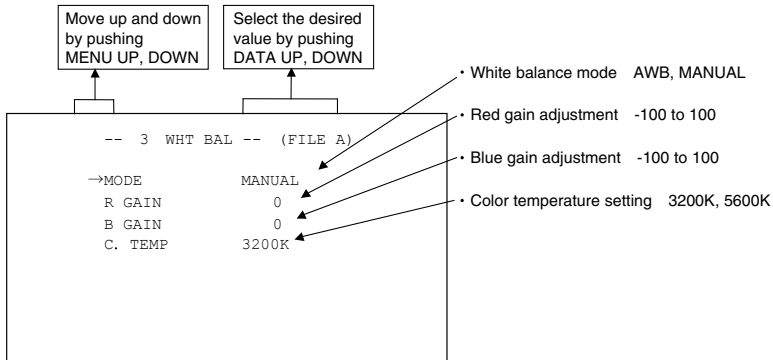 Move up and down
by pushing
MENU UP, DOWN
Select the desired
value by pushing
DATA UP, DOWN
• White balance mode AWB, MANUAL
• Red gain adjustment -100 to 100
• Blue gain adjustment -100 to 100
• Color temperature setting 3200K, 5600K
-- 3 WHT BAL -- (FILE A)
→MODE MANUAL
R GAIN 0
B GAIN 0
C. TEMP 3200K